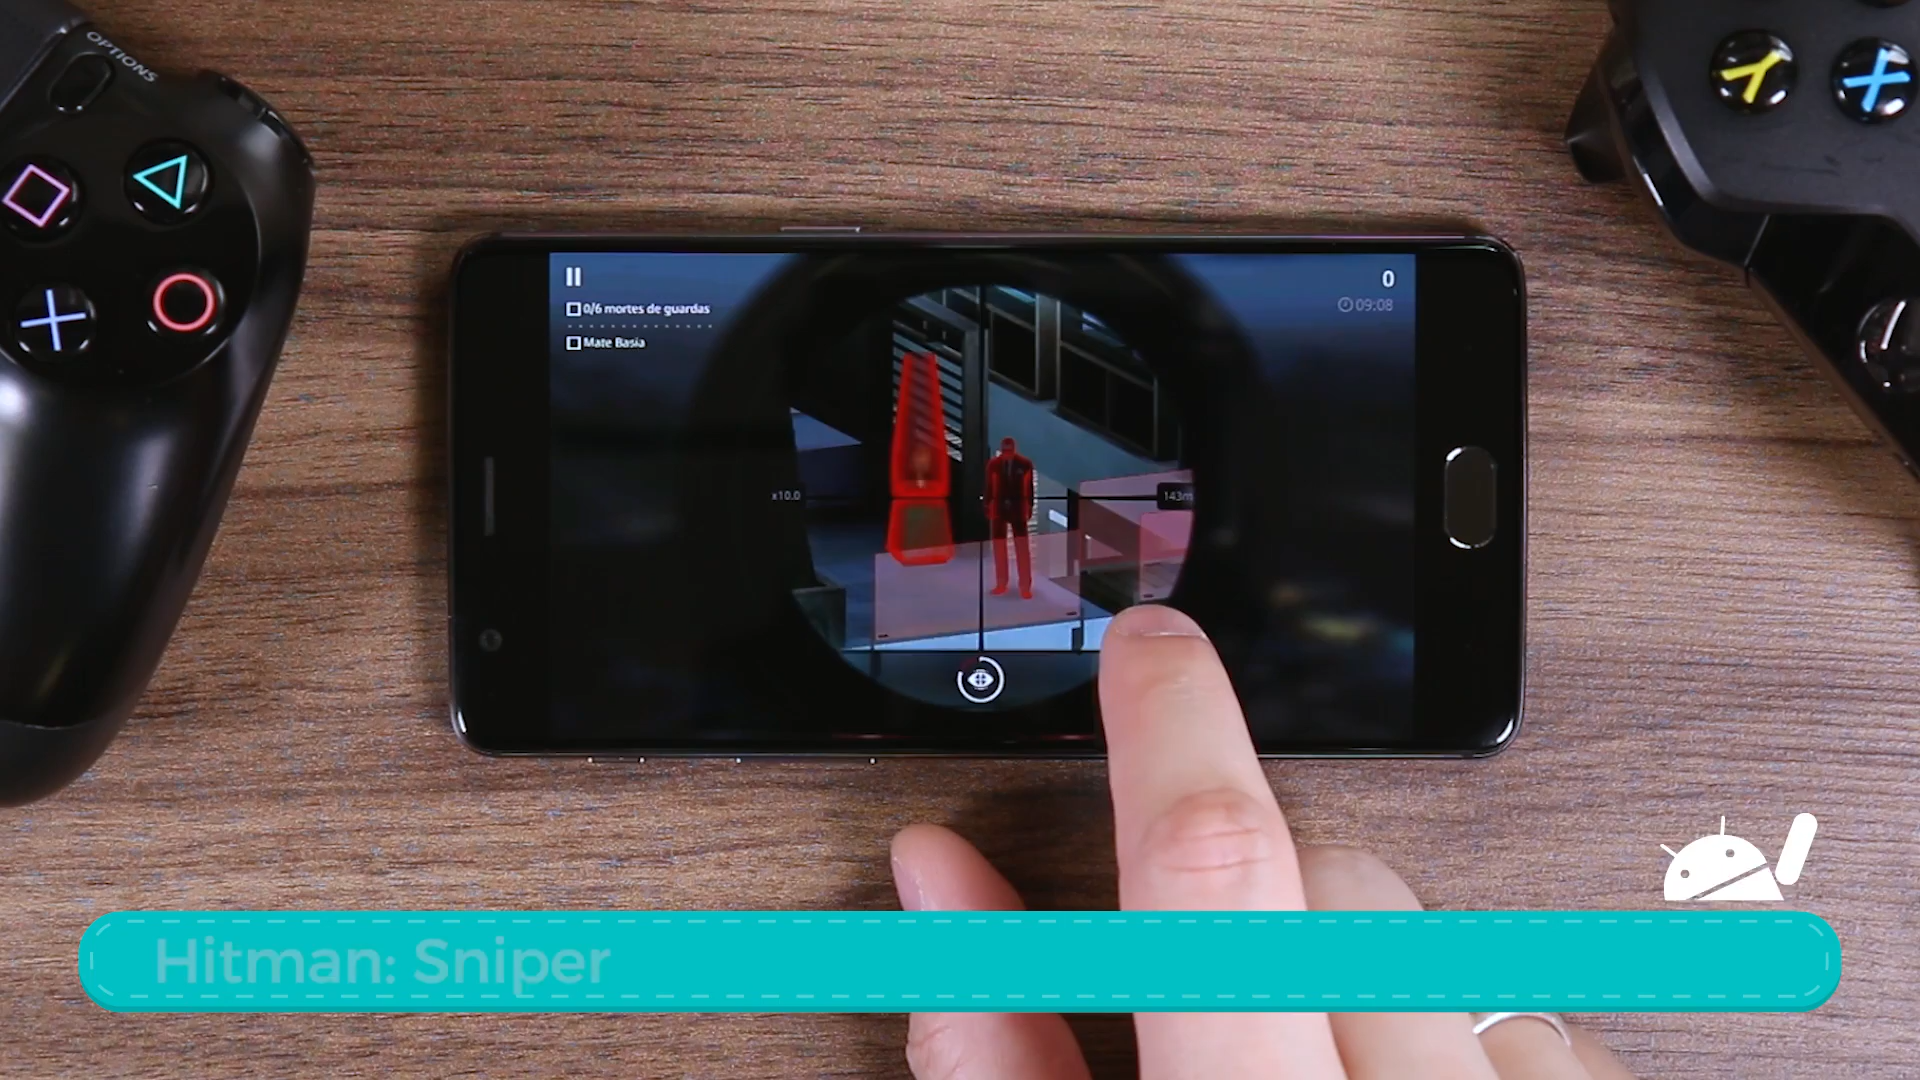 OPTIONS
Y
X
0
0/6 mortes de guardas
09:08
Mate Basia
x10.0
143m
Hitman: Sniper